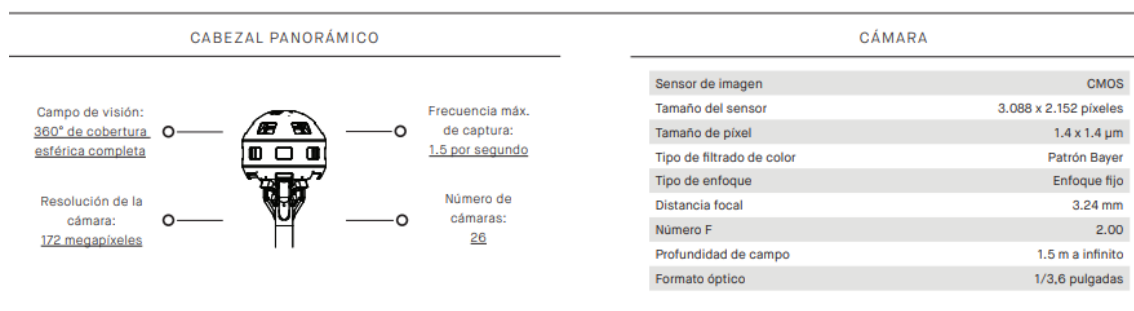 CABEZAL PANORÁMICO
Campo de visión:
360° de cobertura
esférica completa
Frecuencia máx.
de captura:
1.5 por segundo
Resolución de la
cámara:
172 megapíxeles
Número de
cámaras:
26
CÁMARA
Sensor de imagen CMOS
Tamaño del sensor 3.088 x 2.152 píxeles
Tamaño de píxel 1.4 x 1.4 µm
Tipo de filtrado de color Patrón Bayer
Tipo de enfoque Enfoque fijo
Distancia focal 3.24 mm
Número F 2.00
Profundidad de campo 1.5 m a infinito
Formato óptico 1/3,6 pulgadas